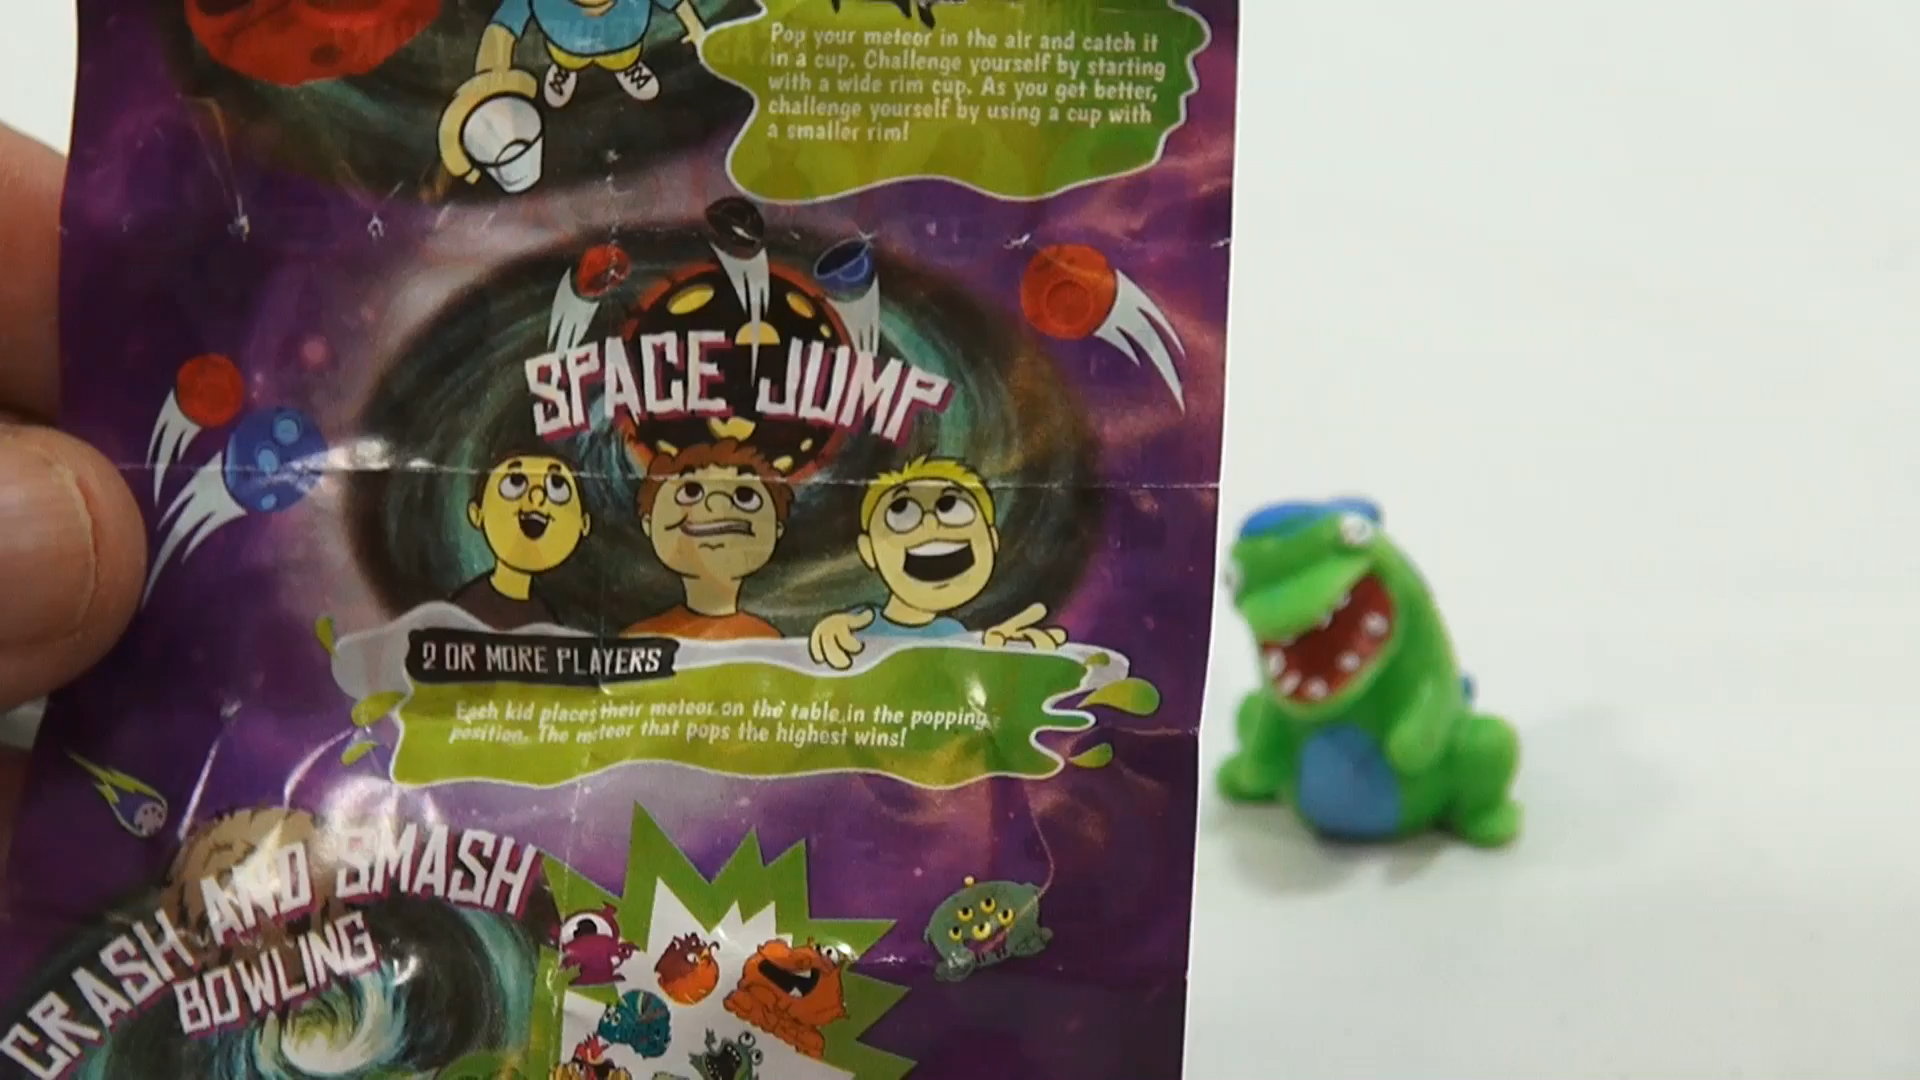 Pop your meteor in the air and catch it
in a cup. Challenge yourself by starting
with a wide rim cup. As you get better,
challenge yourself by using a cup with
a smaller rim!
SPACE JUMP
2 OR MORE PLAYERS
Each kid places their meteor on the table in the popping
position. The meteor that pops the highest wins!
CRASH AND SMASH
BOWLING